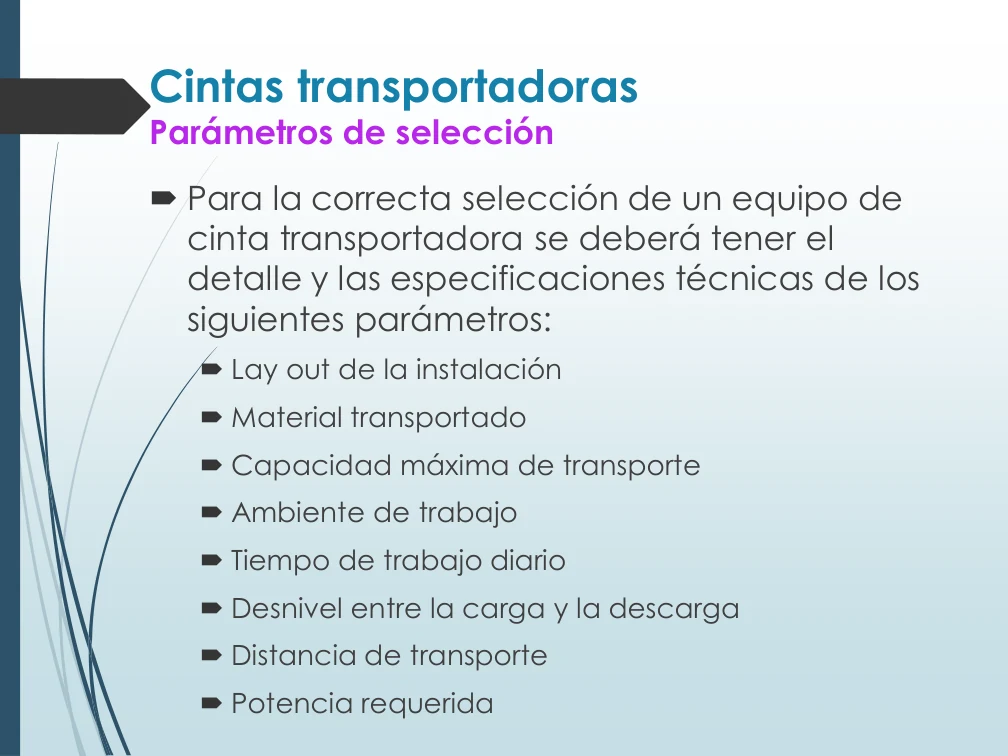 Cintas transportadoras
Parámetros de selección
Para la correcta selección de un equipo de
cinta transportadora se deberá tener el
detalle y las especificaciones técnicas de los
siguientes parámetros:
Lay out de la instalación
Material transportado
Capacidad máxima de transporte
Ambiente de trabajo
Tiempo de trabajo diario
Desnivel entre la carga y la descarga
Distancia de transporte
Potencia requerida